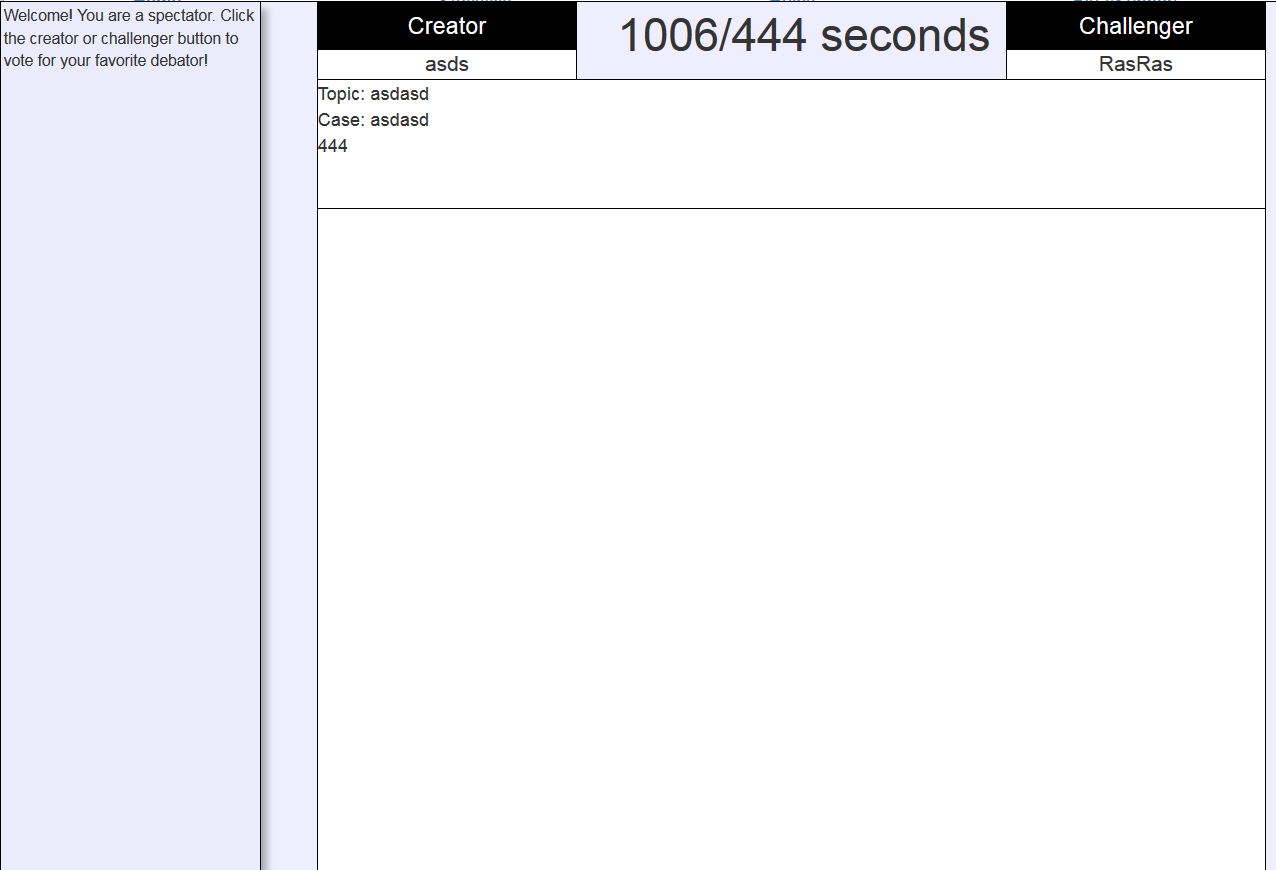 Welcome! You are a spectator. Click
the creator or challenger button to
vote for your favorite debator!
Creator
asds
1006/444 seconds
Challenger
RasRas
Topic: asdasd
Case: asdasd
444